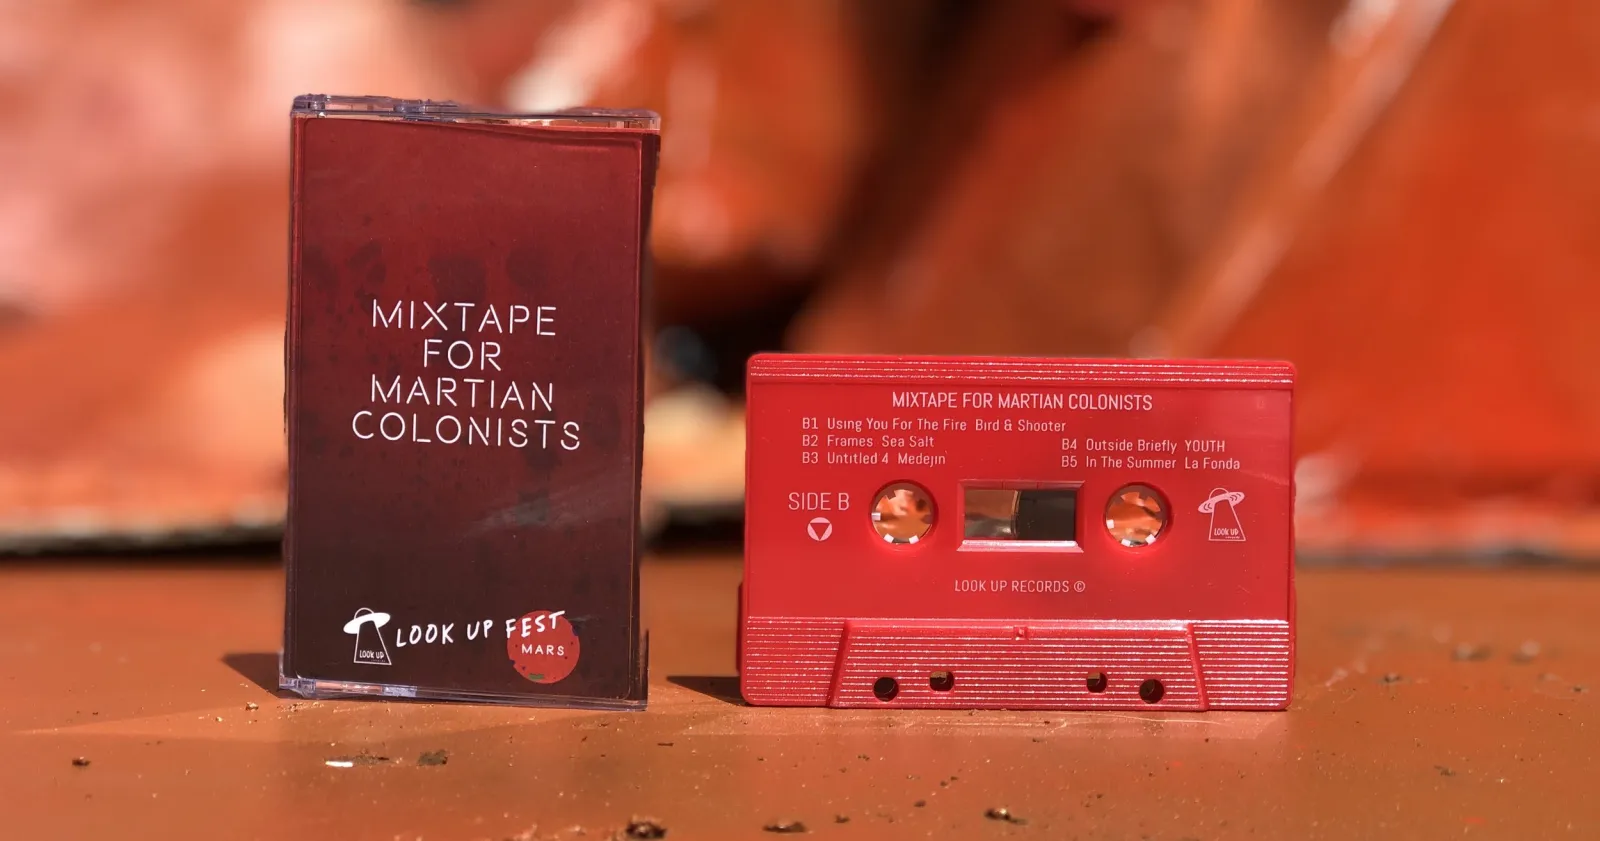 MIXTAPE
FOR
MARTIAN
COLONISTS
LOOK UP
LOOK UP FEST
MARS
MIXTAPE FOR MARTIAN COLONISTS
B1 Using You For The Fire Bird & Shooter
B2 Frames Sea Salt
B3 Untitled 4 Medejin
B4 Outside Briefly YOUTH
B5 In The Summer La Fonda
SIDE B
LOOK UP
LOOK UP RECORDS ©